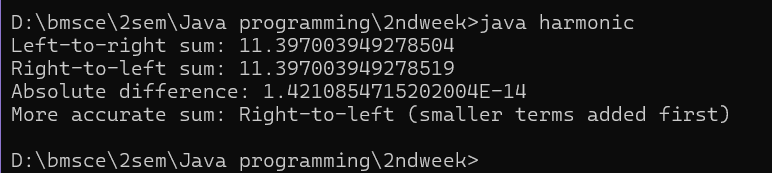 D:\bmsce\2sem\Java programming\2ndweek>java harmonic
Left-to-right sum: 11.397003949278504
Right-to-left sum: 11.397003949278519
Absolute difference: 1.4210854715202004E-14
More accurate sum: Right-to-left (smaller terms added first)
D:\bmsce\2sem\Java programming\2ndweek>